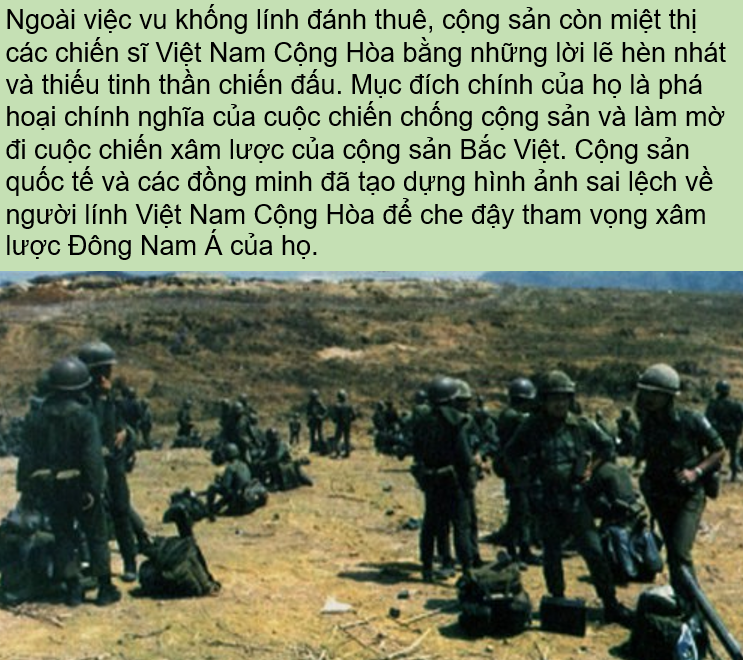 Ngoài việc vu khống lính đánh thuê, cộng sản còn miệt thị
các chiến sĩ Việt Nam Cộng Hòa bằng những lời lẽ hèn nhát
và thiếu tinh thần chiến đấu. Mục đích chính của họ là phá
hoại chính nghĩa của cuộc chiến chống cộng sản và làm mờ
đi cuộc chiến xâm lược của cộng sản Bắc Việt. Cộng sản
quốc tế và các đồng minh đã tạo dựng hình ảnh sai lệch về
người lính Việt Nam Cộng Hòa để che đậy tham vọng xâm
lược Đông Nam Á của họ.